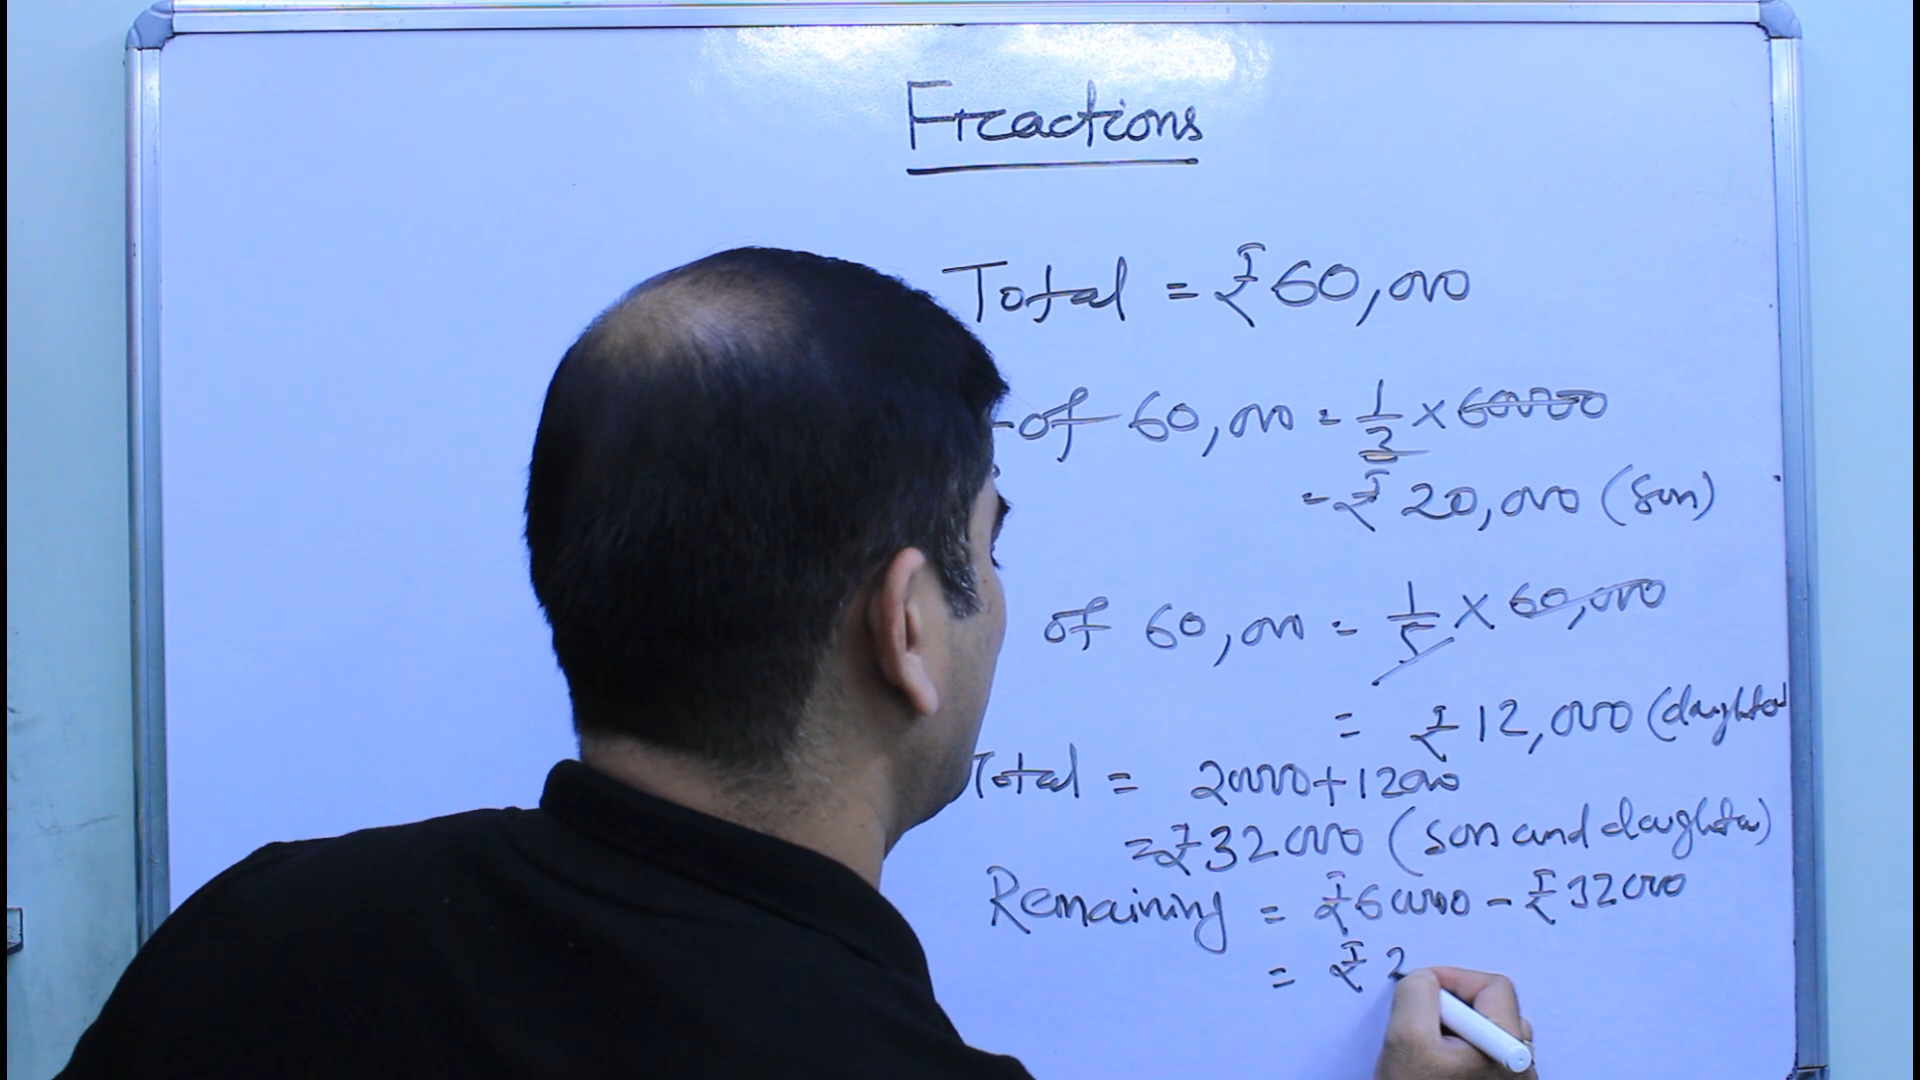 Fractions
Total = ₹60,000
of 60,000 = 1/3 × 60000
= ₹ 20,000 (son)
of 60,000 = 1/5 × 60,000
= ₹ 12,000 (daughter
Total = 20000+12000
= ₹32000 (son and daughter)
Remaining = ₹60000 - ₹32000
= ₹ 2